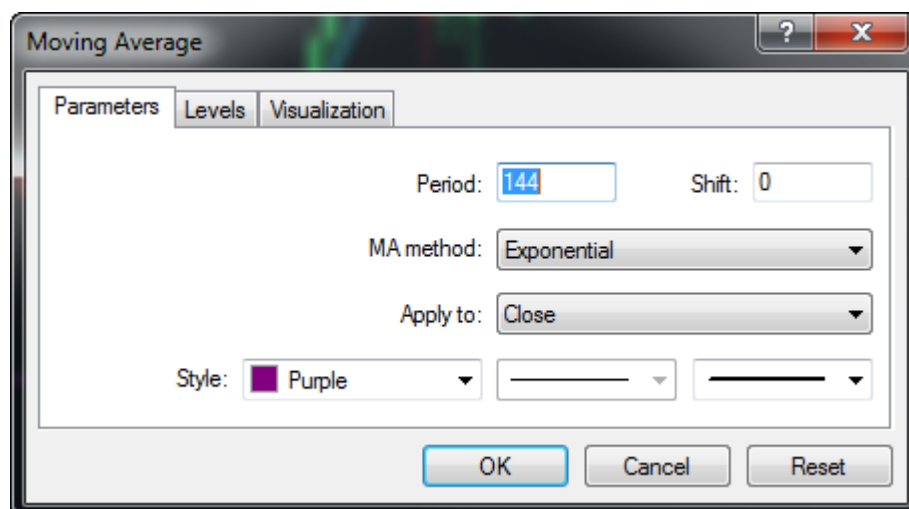 Moving Average
?
X
Parameters Levels Visualization
Period: 144 Shift: 0
MA method: Exponential
Apply to: Close
Style: Purple
OK Cancel Reset